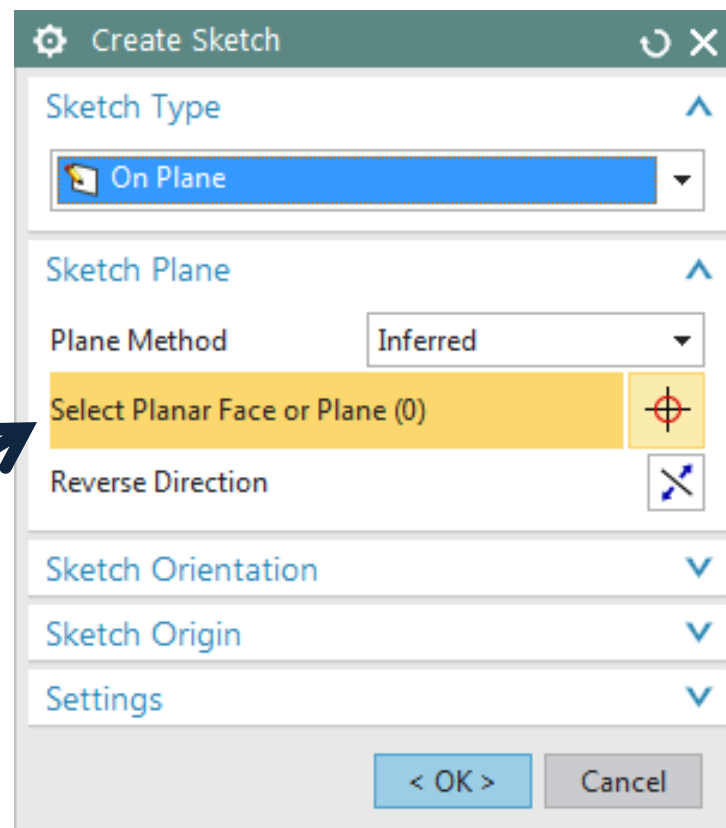 Create Sketch
Sketch Type
On Plane
Sketch Plane
Plane Method Inferred
Select Planar Face or Plane (0)
Reverse Direction
Sketch Orientation
Sketch Origin
Settings
< OK > Cancel